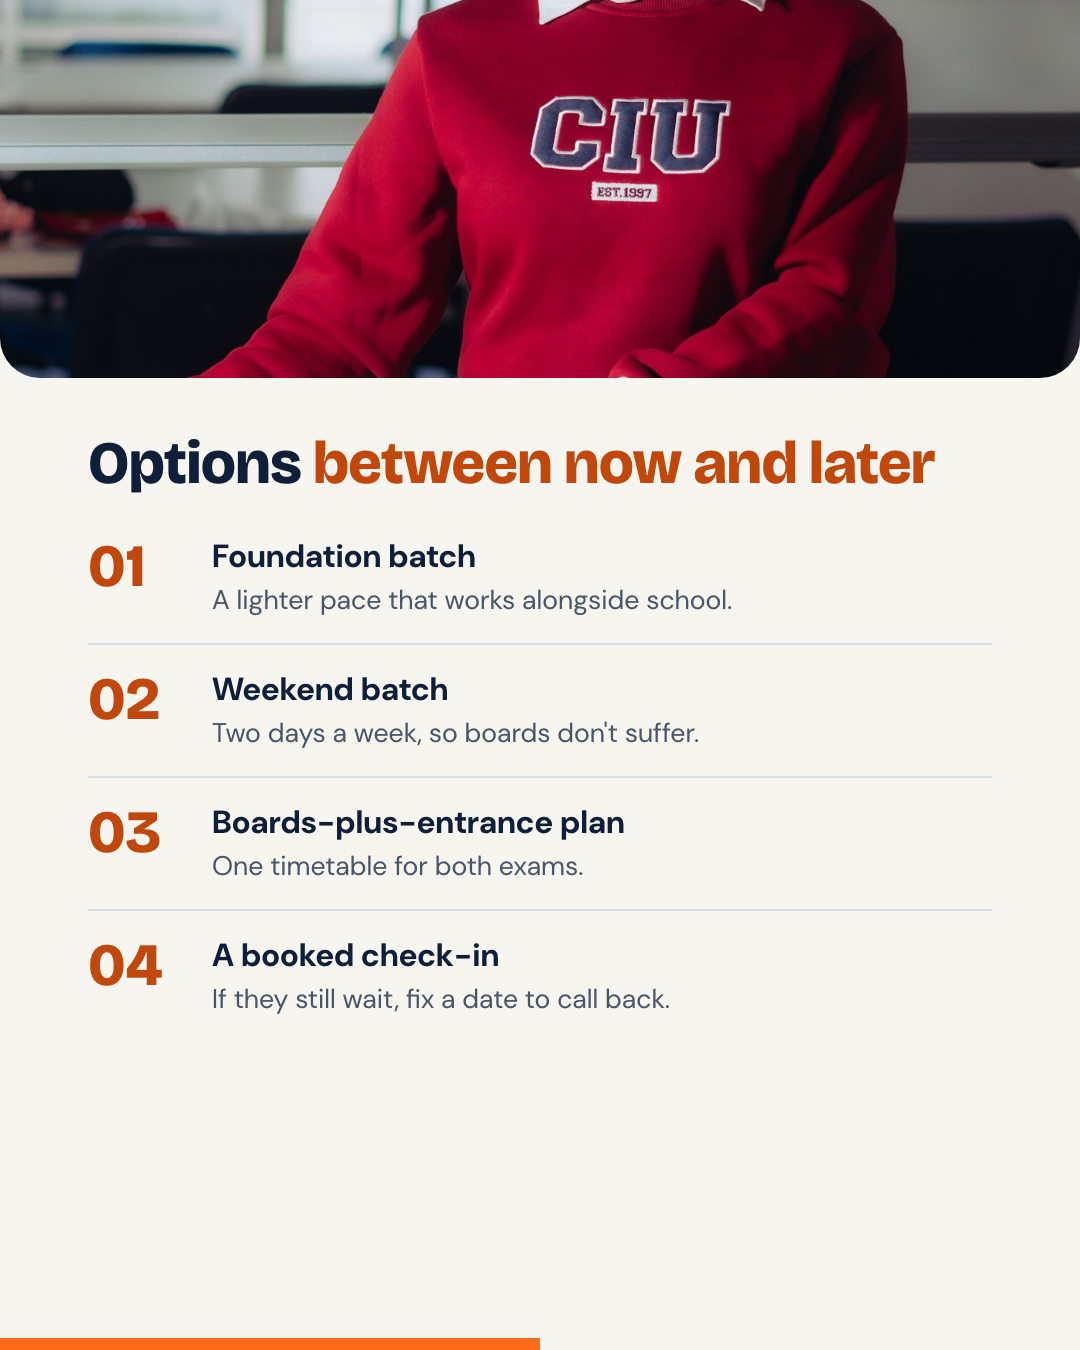 CIU
EST.1997
Options between now and later
01
Foundation batch
A lighter pace that works alongside school.
02
Weekend batch
Two days a week, so boards don't suffer.
03
Boards-plus-entrance plan
One timetable for both exams.
04
A booked check-in
If they still wait, fix a date to call back.